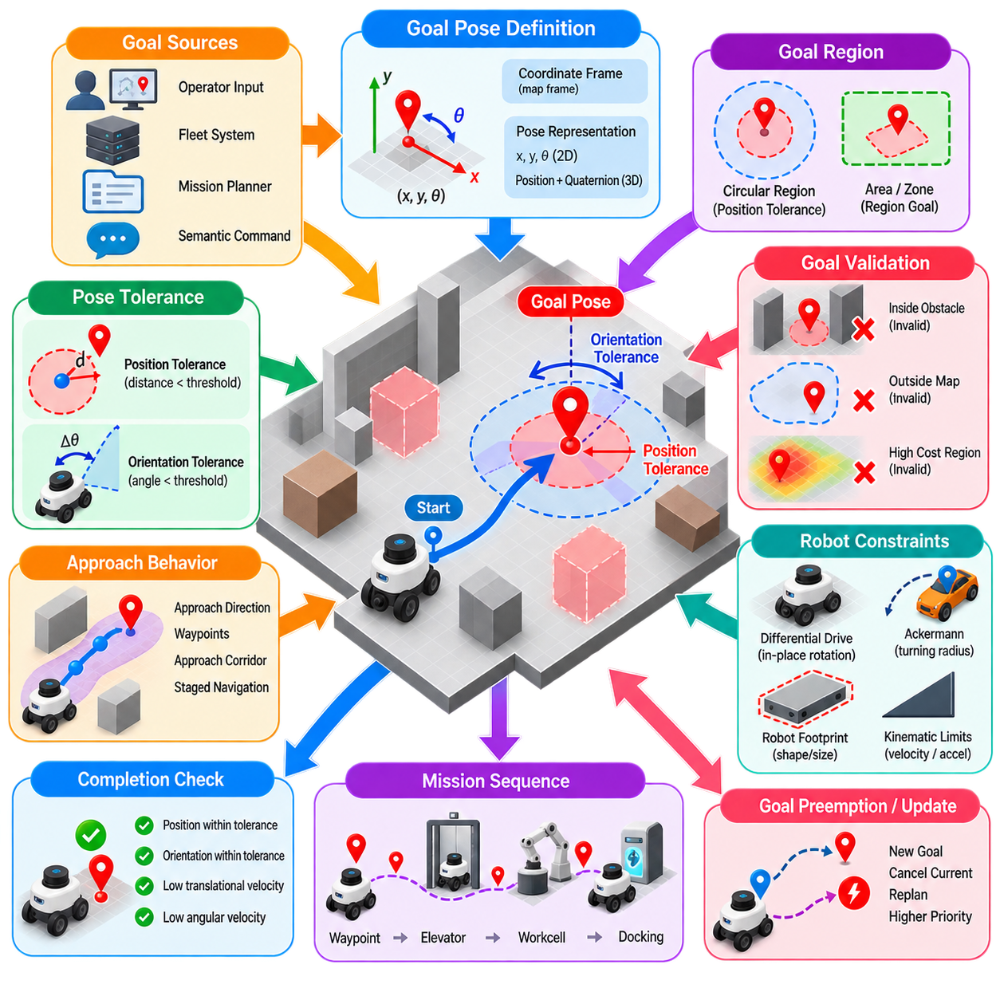 Goal Sources
Operator Input
Fleet System
Mission Planner
Semantic Command
Goal Pose Definition
y
θ
x
(x, y, θ)
Coordinate Frame
(map frame)
Pose Representation
x, y, θ (2D)
Position + Quaternion (3D)
Goal Region
Circular Region
(Position Tolerance)
Area / Zone
(Region Goal)
Pose Tolerance
d
Position Tolerance
(distance < threshold)
Δθ
Orientation Tolerance
(angle < threshold)
Goal Pose
Orientation
Tolerance
Position
Tolerance
Start
Goal Validation
Inside Obstacle
(Invalid)
Outside Map
(Invalid)
High Cost Region
(Invalid)
Approach Behavior
Approach Direction
Waypoints
Approach Corridor
Staged Navigation
Robot Constraints
Differential Drive
(in-place rotation)
Ackermann
(turning radius)
Robot Footprint
(shape/size)
Kinematic Limits
(velocity / accel)
Completion Check
Position within tolerance
Orientation within tolerance
Low translational velocity
Low angular velocity
Mission Sequence
Waypoint → Elevator → Workcell → Docking
Goal Preemption / Update
New Goal
Cancel Current
Replan
Higher Priority